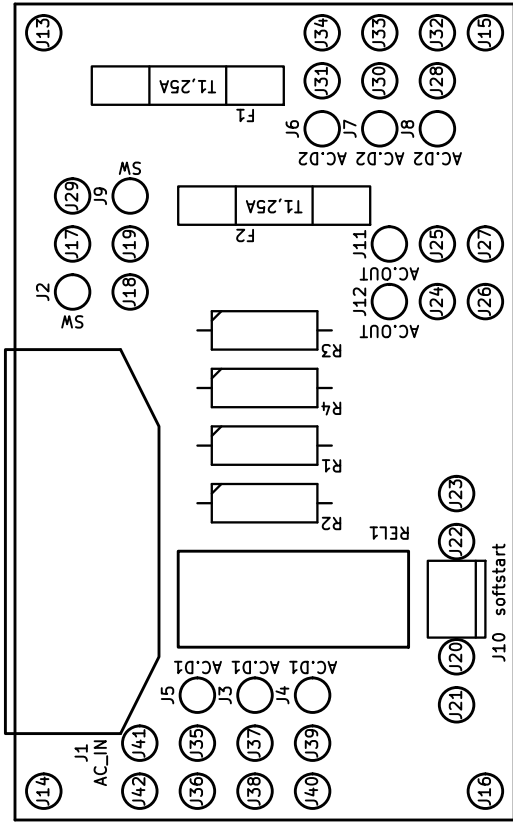 J13
J34
J33
J32
J15
J31
J30
J28
T1,25A
F1
J6
J7
J8
AC.D2
AC.D2
AC.D2
SW
J29
J9
T1,25A
F2
J17
J19
J11
J25
J27
AC.OUT
J2
J18
J12
J24
J26
SW
AC.OUT
R3
R4
R1
R2
J23
REL1
J22
J10 softstart
J20
AC.D1
AC.D1
AC.D1
J5
J3
J4
J21
J1
AC_IN
J41
J35
J37
J39
J14
J42
J36
J38
J40
J16